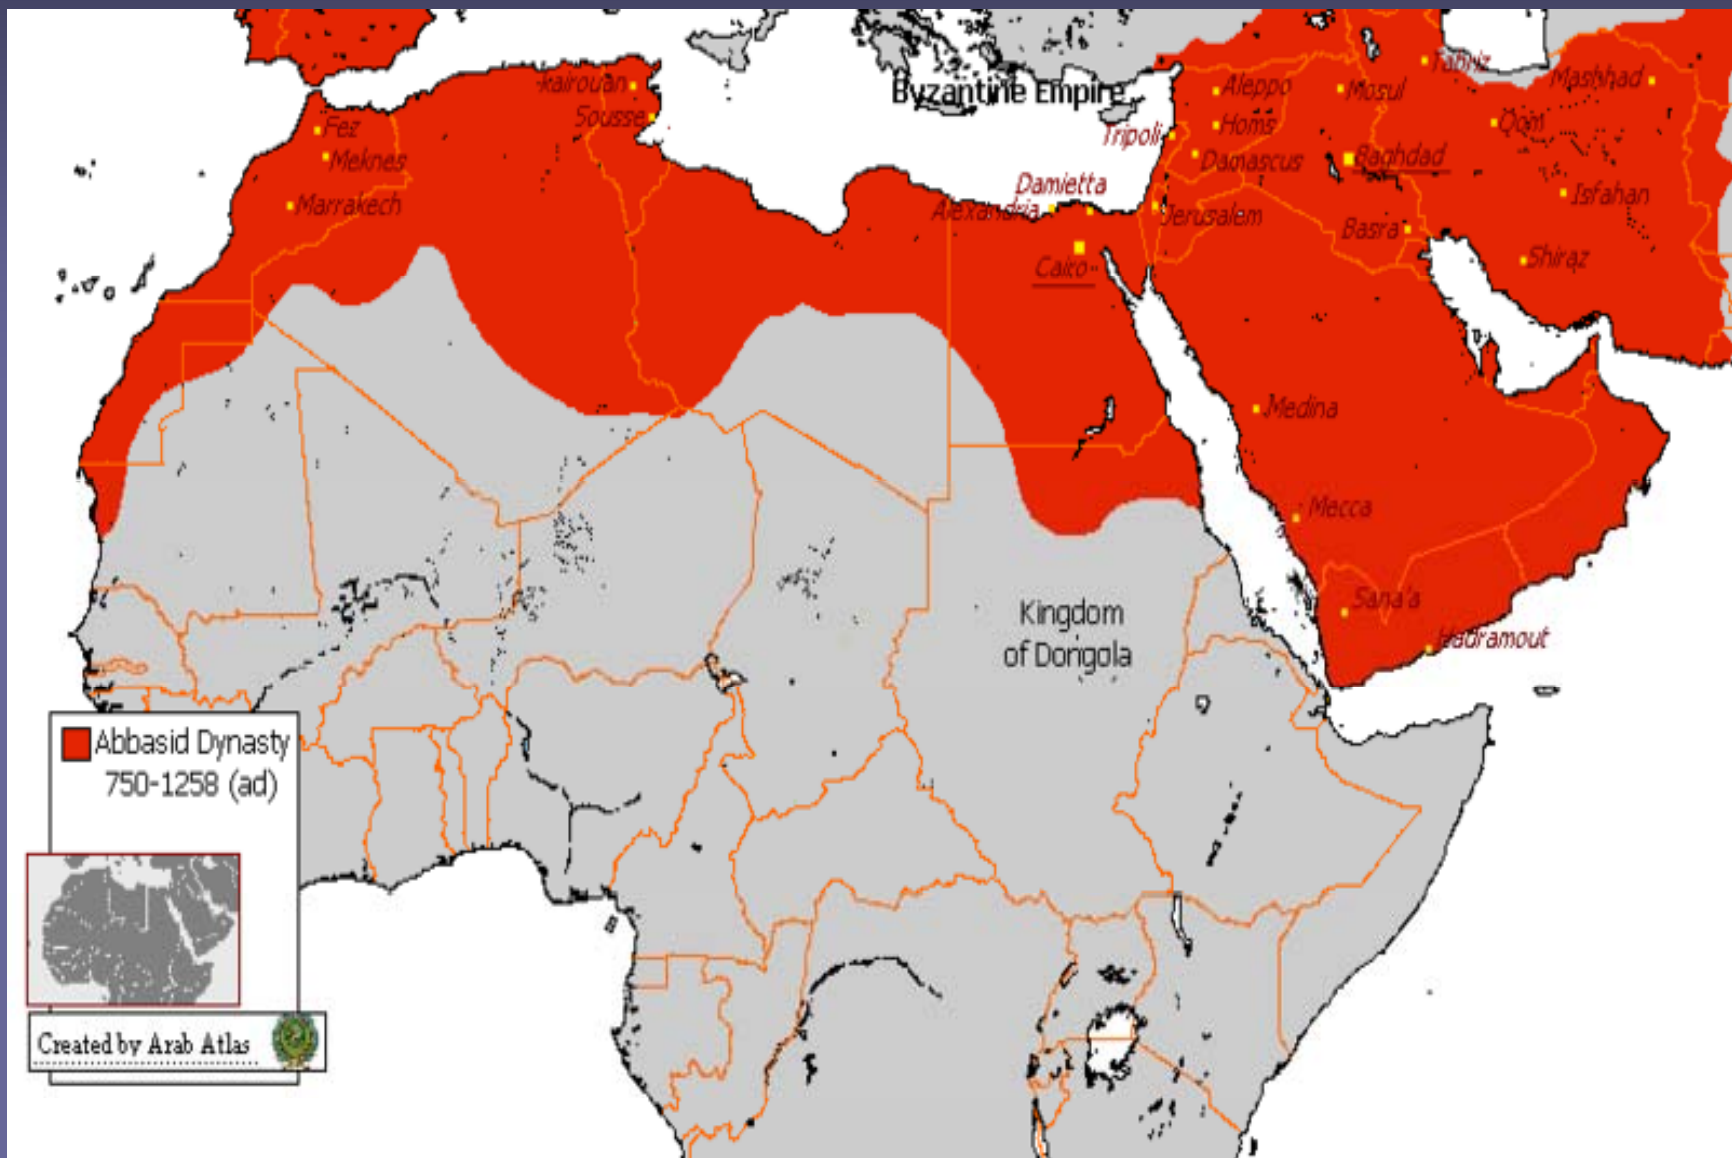 Tabriz
Mashhad
kairouan
Aleppo
Mosul
Byzantine Empire
Sousse
Fez
Tripoli
Homs
Qom
Meknes
Damascus
Baghdad
Damietta
Isfahan
Marrakech
Alexandria
Jerusalem
Basra
Cairo
Shiraz
Medina
Mecca
Sana'a
Kingdom
of Dongola
Hadramout
Abbasid Dynasty
750-1258 (ad)
Created by Arab Atlas